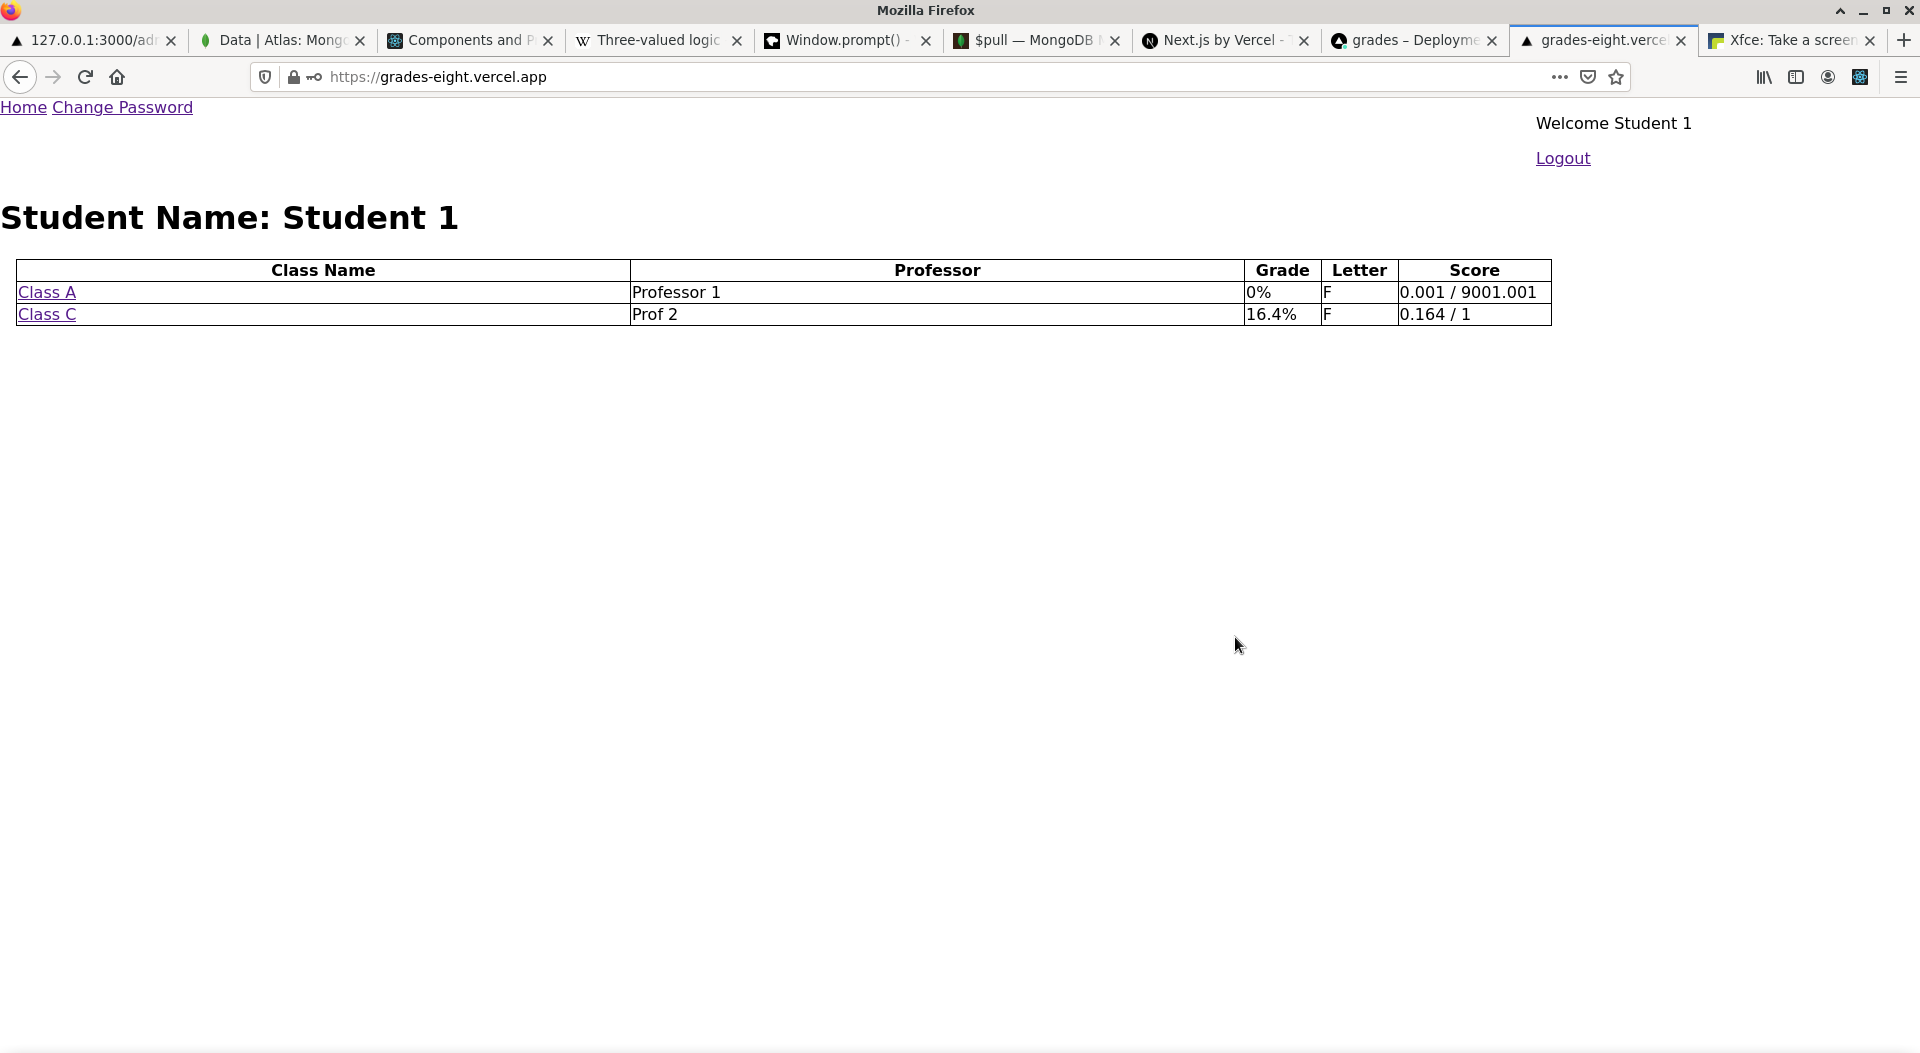 Mozilla Firefox
127.0.0.1:3000/ad
Data | Atlas: Mong
Components and P
Three-valued logic
Window.prompt() -
$pull — MongoDB
Next.js by Vercel -
grades – Deployme
grades-eight.vercel
Xfce: Take a screen
https://grades-eight.vercel.app
Home Change Password
Welcome Student 1
Logout
Student Name: Student 1
Class Name Professor Grade Letter Score
Class A Professor 1 0% F 0.001 / 9001.001
Class C Prof 2 16.4% F 0.164 / 1